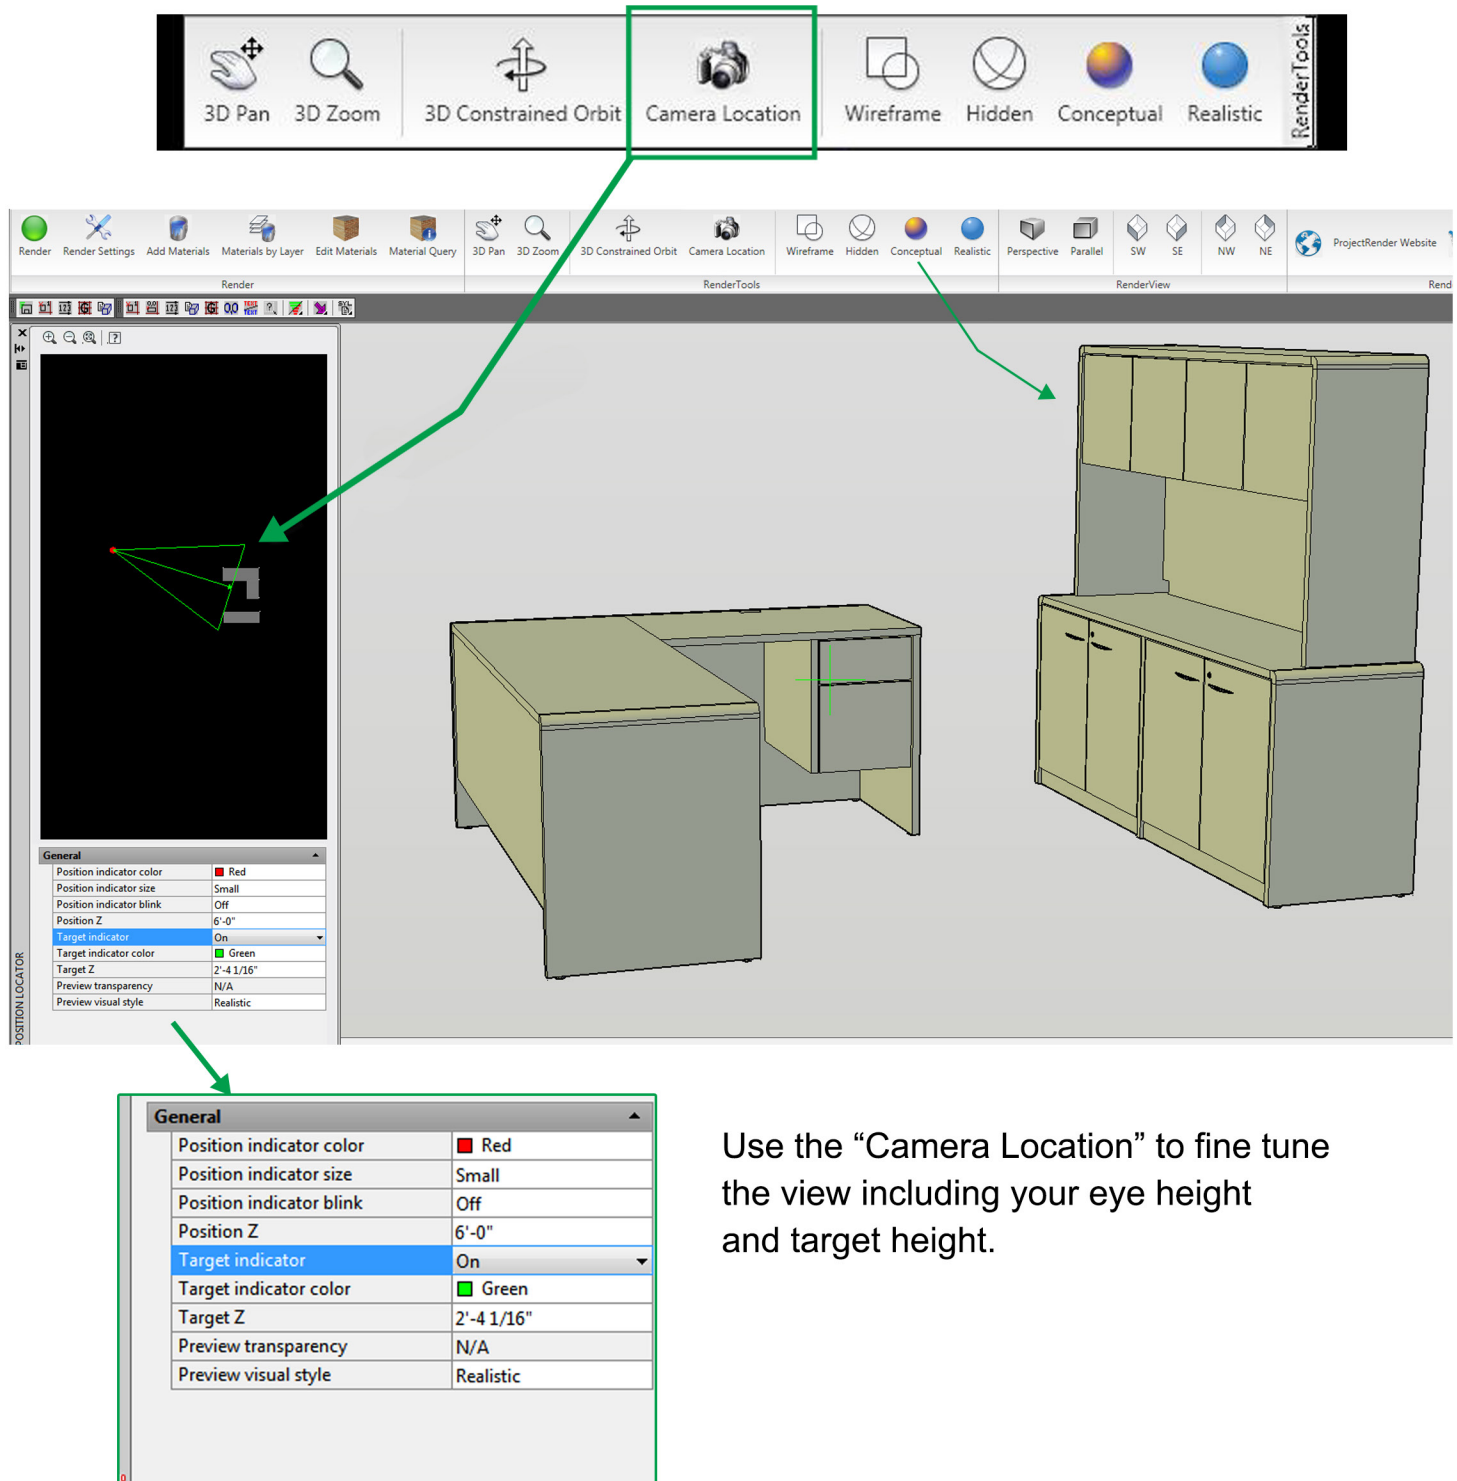 3D Pan 3D Zoom 3D Constrained Orbit Camera Location Wireframe Hidden Conceptual Realistic
RenderTools
Render Render Settings Add Materials Materials by Layer Edit Materials Material Query 3D Pan 3D Zoom 3D Constrained Orbit Camera Location Wireframe Hidden Conceptual Realistic Perspective Parallel SW SE NW NE ProjectRender Website
Render RenderTools RenderView Rend
General
Position indicator color Red
Position indicator size Small
Position indicator blink Off
Position Z 6'-0"
Target indicator On
Target indicator color Green
Target Z 2'-4 1/16"
Preview transparency N/A
Preview visual style Realistic
POSITION LOCATOR
General
Position indicator color Red
Position indicator size Small
Position indicator blink Off
Position Z 6'-0"
Target indicator On
Target indicator color Green
Target Z 2'-4 1/16"
Preview transparency N/A
Preview visual style Realistic
Use the “Camera Location” to fine tune
the view including your eye height
and target height.